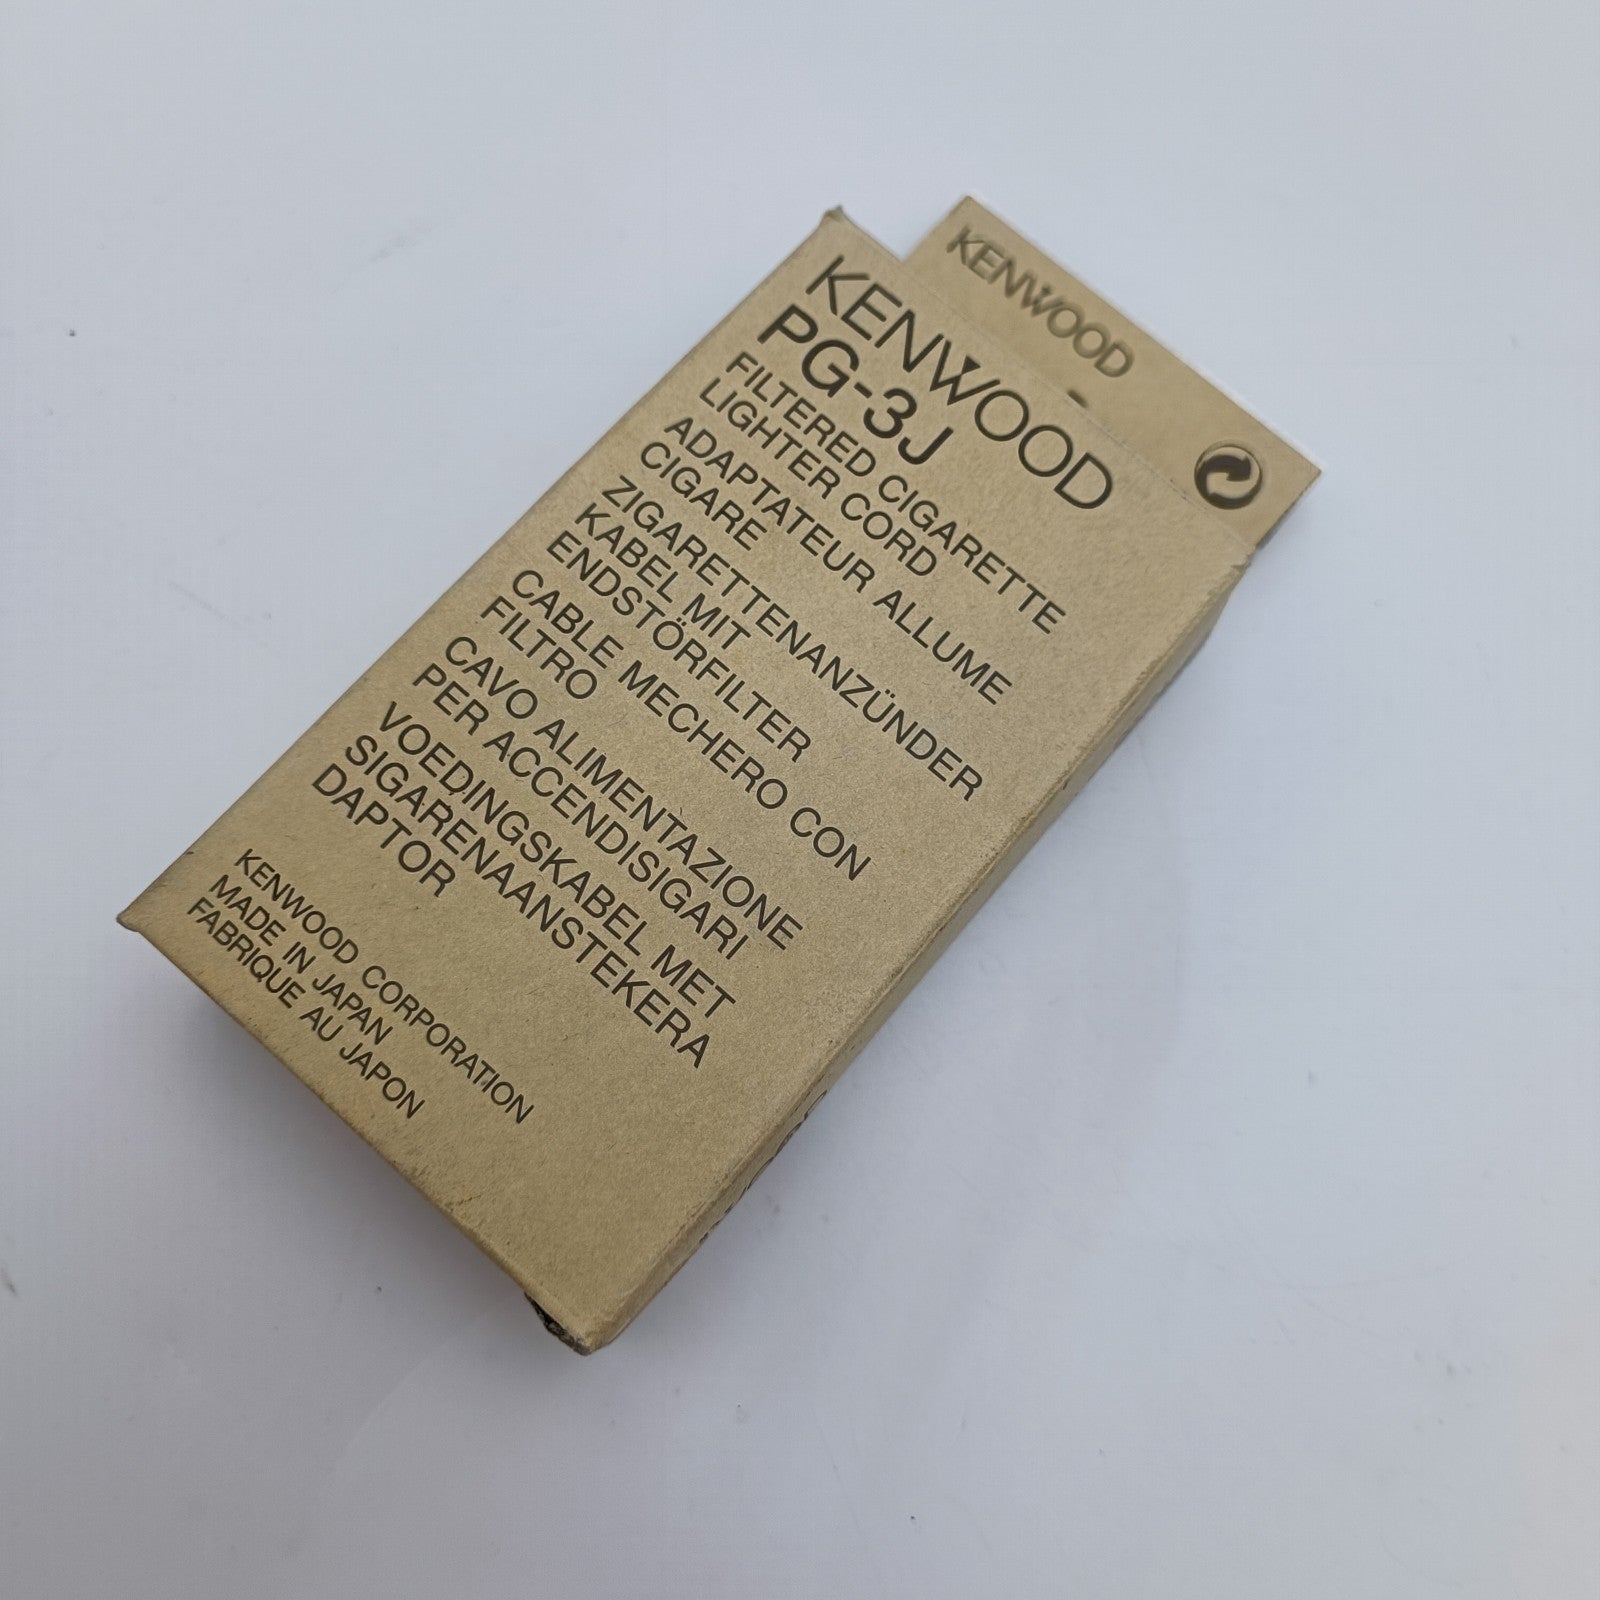 KENWOOD
KENWOOD
PG-3J
FILTERED CIGARETTE
LIGHTER CORD
ADAPTATEUR ALLUME
CIGARE
ZIGARETTENANZÜNDER
KABEL MIT
ENDSTÖRFILTER
CABLE MECHERO CON
FILTRO
CAVO ALIMENTAZIONE
PER ACCENDISIGARI
VOEDINGSKABEL MET
SIGARENAANSTEKERA
DAPTOR
KENWOOD CORPORATION
MADE IN JAPAN
FABRIQUE AU JAPON